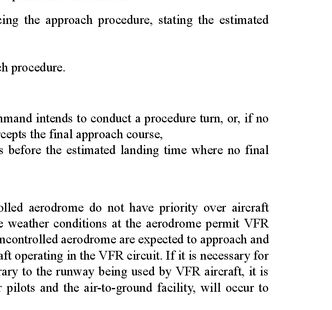 ing the approach procedure, stating the estimated
h procedure.
mand intends to conduct a procedure turn, or, if no
cepts the final approach course,
s before the estimated landing time where no final
olled aerodrome do not have priority over aircraft
e weather conditions at the aerodrome permit VFR
ncontrolled aerodrome are expected to approach and
aft operating in the VFR circuit. If it is necessary for
rary to the runway being used by VFR aircraft, it is
r pilots and the air-to-ground facility, will occur to